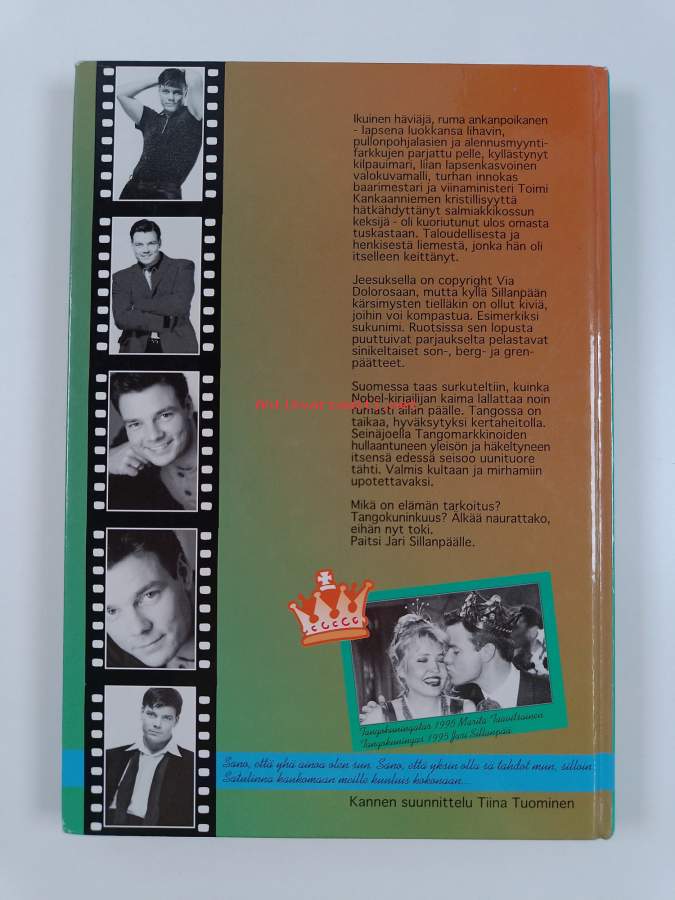 Ikuinen häviäjä, ruma ankanpoikanen
- lapsena luokkansa lihavin,
pullonpohjalasien ja alennusmyynti-
farkkujen parjattu pelle, kyllästynyt
kilpauimari, liian lapsenkasvoinen
valokuvamalli, turhan innokas
baarimestari ja viinaministeri Toimi
Kankaanniemen kristillisyyttä
hätkähdyttänyt salmiakkikossun
keksijä - oli kuoriutunut ulos omasta
tuskastaan. Taloudellisesta ja
henkisestä liemestä, jonka hän oli
itselleen keittänyt.
Jeesuksella on copyright Via
Dolorosaan, mutta kyllä Sillanpään
kärsimysten tielläkin on ollut kiviä,
joihin voi kompastua. Esimerkiksi
sukunimi. Ruotsissa sen lopusta
puuttuivat parjaukselta pelastavat
sinikeltaiset son-, berg- ja gren-
päätteet.
Suomessa taas surkuteltiin, kuinka
Nobel-kirjailijan kaima lallattaa noin
rumasti aiian päälle. Tangossa on
taikaa, hyväksytyksi kertaheitolla.
Seinäjoella Tangomarkkinoiden
hullaantuneen yleisön ja häkeltyneen
itsensä edessä seisoo uunituore
tähti. Valmis kultaan ja mirhamiin
upotettavaksi.
Mikä on elämän tarkoitus?
Tangokuninkuus? Älkää naurattako,
eihän nyt toki.
Paitsi Jari Sillanpäälle.
Tangokuningatar 1995 Marita Taavitsainen
Tangokuningas 1995 Jari Sillanpää
Sano, että yhä ainoa olen sun. Sano, että yksin olla sä tahdot mun, silloin
Satulinna kaukomaan meille kuuluis kokonaan...
Kannen suunnittelu Tiina Tuominen